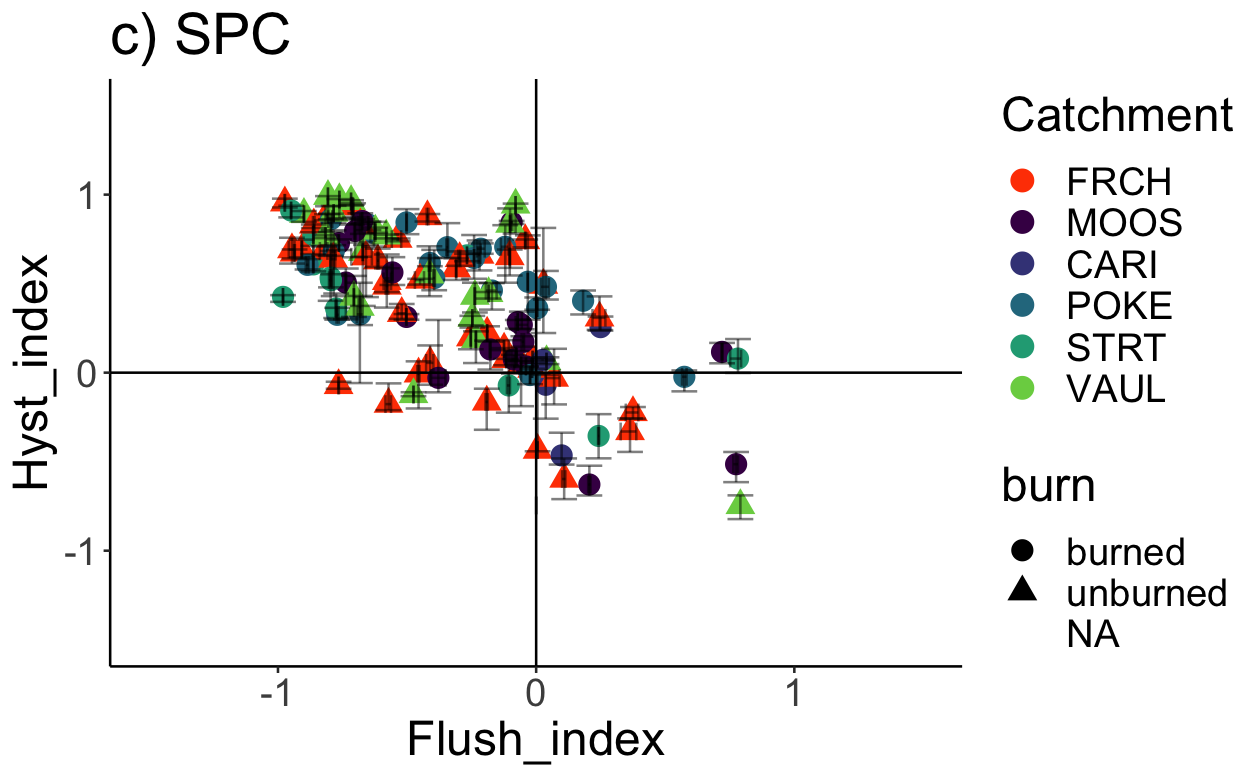 c) SPC
Hyst_index
1
0
-1
-1
0
1
Flush_index
Catchment
FRCH
MOOS
CARI
POKE
STRT
VAUL
burn
burned
unburned
NA